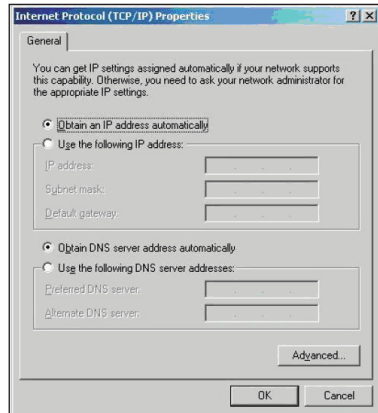 Internet Protocol (TCP/IP) Properties
General
You can get IP settings assigned automatically if your network supports
this capability. Otherwise, you need to ask your network administrator for
the appropriate IP settings.
Obtain an IP address automatically
Use the following IP address:
IP address:
Subnet mask:
Default gateway:
Obtain DNS server address automatically
Use the following DNS server addresses:
Preferred DNS server:
Alternate DNS server:
Advanced...
OK Cancel